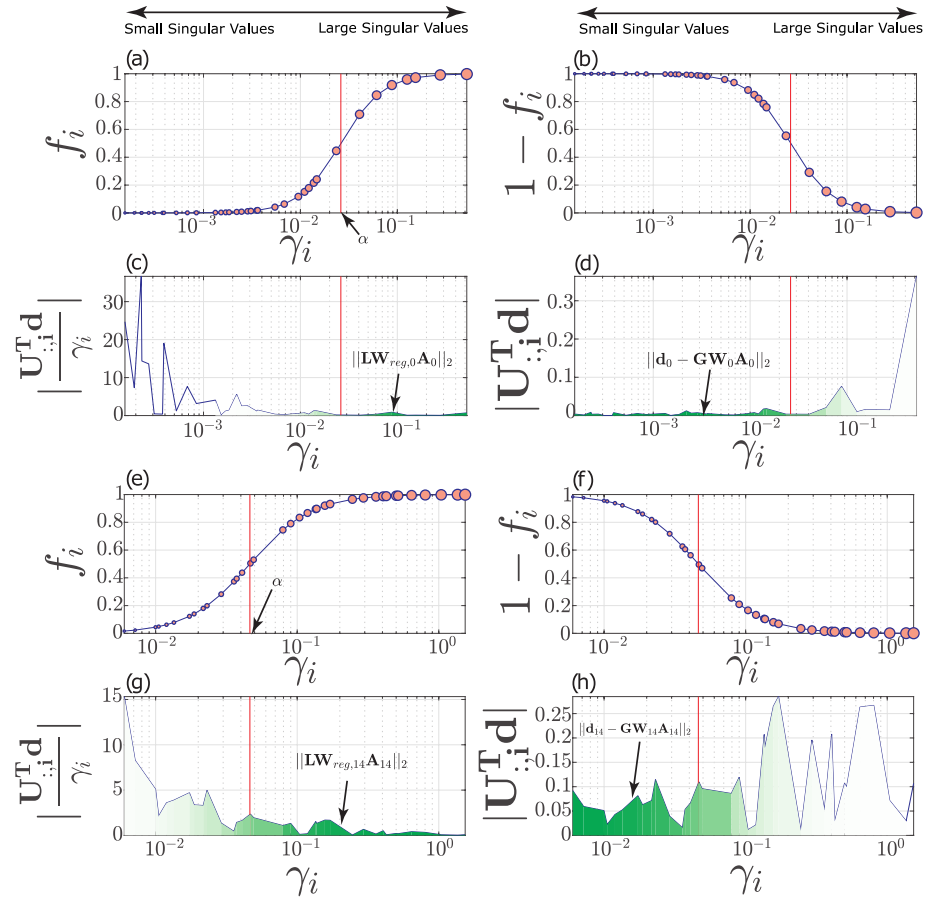 Small Singular Values Large Singular Values Small Singular Values Large Singular Values
(a) (b)
1 0.8 0.6 0.4 0.2 0
f_i
10^{-3} 10^{-2} 10^{-1}
α
γ_i
1 0.8 0.6 0.4 0.2 0
1 − f_i
10^{-3} 10^{-2} 10^{-1}
γ_i
(c) (d)
30 20 10 0
|U^T_{:,i}d / γ_i|
||LW_{reg,0}A_0||_2
10^{-3} 10^{-2} 10^{-1}
γ_i
0.3 0.2 0.1 0
|U^T_{:,i}d|
||d_0 − GW_0A_0||_2
10^{-3} 10^{-2} 10^{-1}
γ_i
(e) (f)
1 0.8 0.6 0.4 0.2 0
f_i
α
10^{-2} 10^{-1} 10^0
γ_i
1 0.8 0.6 0.4 0.2 0
1 − f_i
10^{-2} 10^{-1} 10^0
γ_i
(g) (h)
15 10 5 0
|U^T_{:,i}d / γ_i|
||LW_{reg,14}A_{14}||_2
10^{-2} 10^{-1} 10^0
γ_i
0.25 0.2 0.15 0.1 0.05 0
|U^T_{:,i}d|
||d_{14} − GW_{14}A_{14}||_2
10^{-2} 10^{-1} 10^0
γ_i